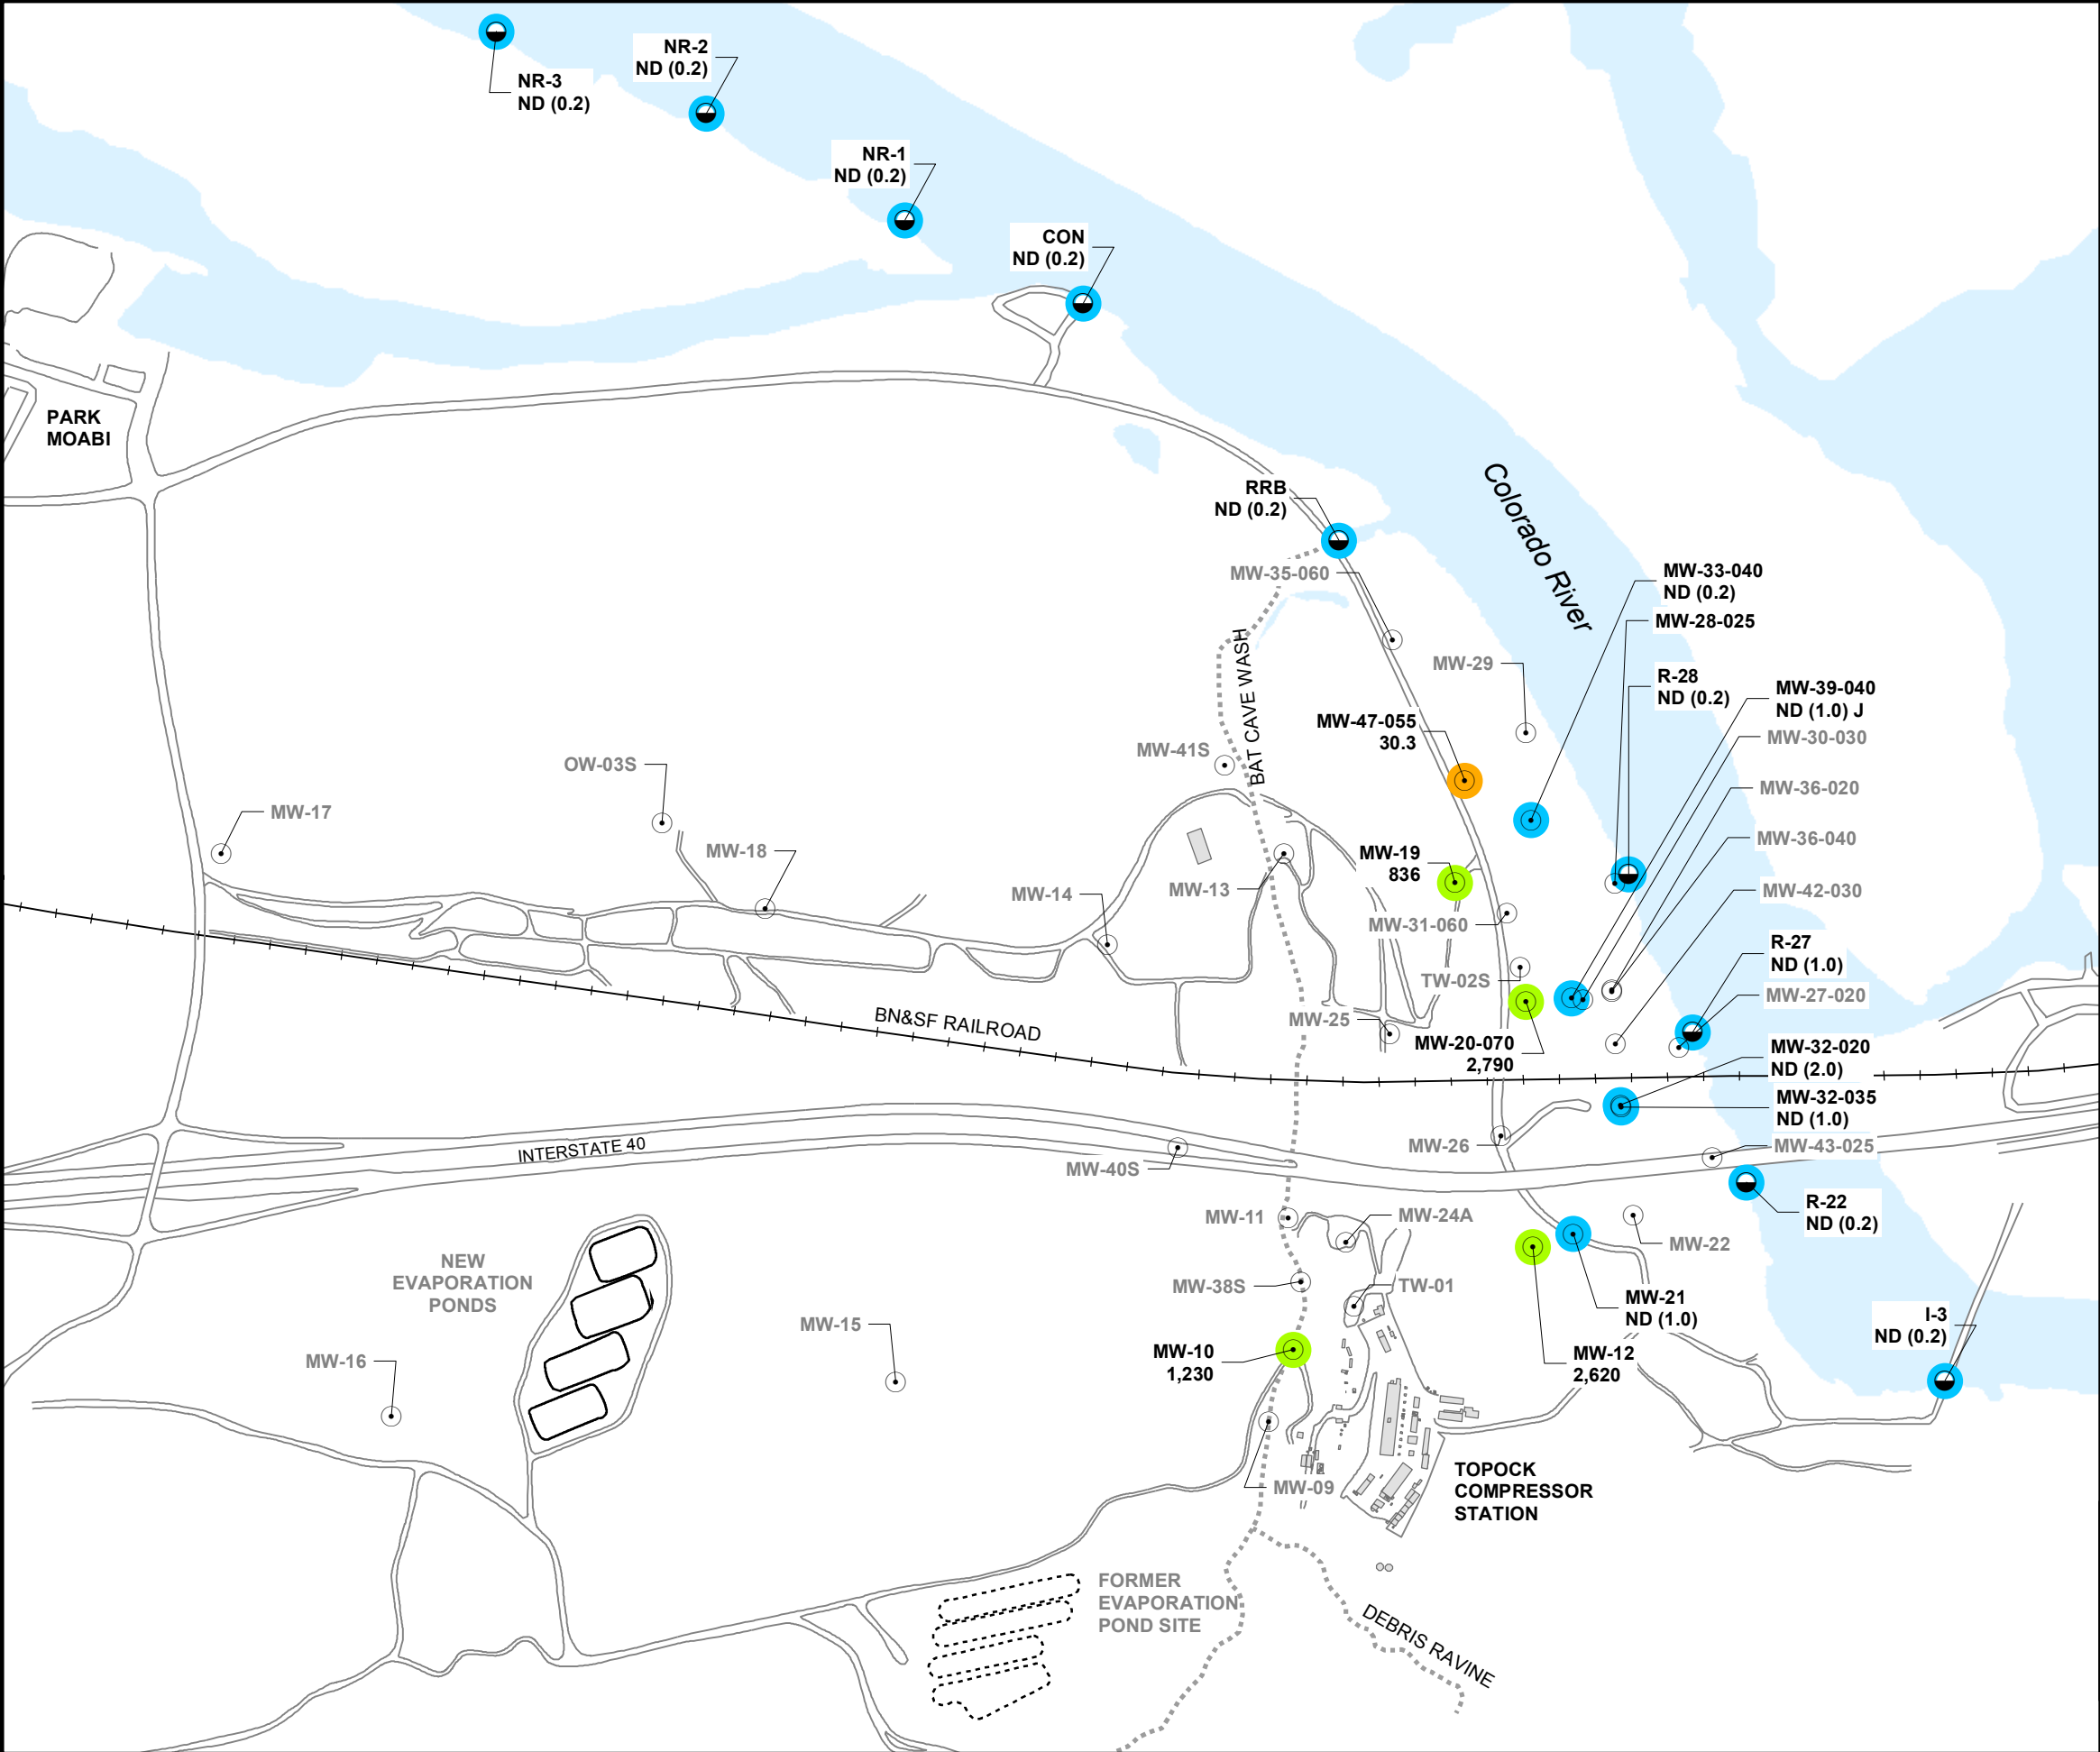 NR-3
ND (0.2)
NR-2
ND (0.2)
NR-1
ND (0.2)
CON
ND (0.2)
PARK
MOABI
RRB
ND (0.2)
Colorado River
MW-35-060
MW-33-040
ND (0.2)
MW-28-025
MW-29
R-28
ND (0.2)
MW-39-040
ND (1.0) J
MW-30-030
MW-47-055
30.3
BAT CAVE WASH
MW-41S
OW-03S
MW-36-020
MW-17
MW-18
MW-36-040
MW-19
836
MW-14
MW-13
MW-42-030
MW-31-060
R-27
ND (1.0)
TW-02S
MW-27-020
BN&SF RAILROAD
MW-25
MW-20-070
2,790
MW-32-020
ND (2.0)
MW-32-035
ND (1.0)
INTERSTATE 40
MW-26
MW-43-025
MW-40S
R-22
ND (0.2)
MW-11
MW-24A
MW-22
NEW
EVAPORATION
PONDS
MW-38S
TW-01
MW-21
ND (1.0)
I-3
ND (0.2)
MW-15
MW-16
MW-10
1,230
MW-12
2,620
MW-09
TOPOCK
COMPRESSOR
STATION
FORMER
EVAPORATION
POND SITE
DEBRIS RAVINE